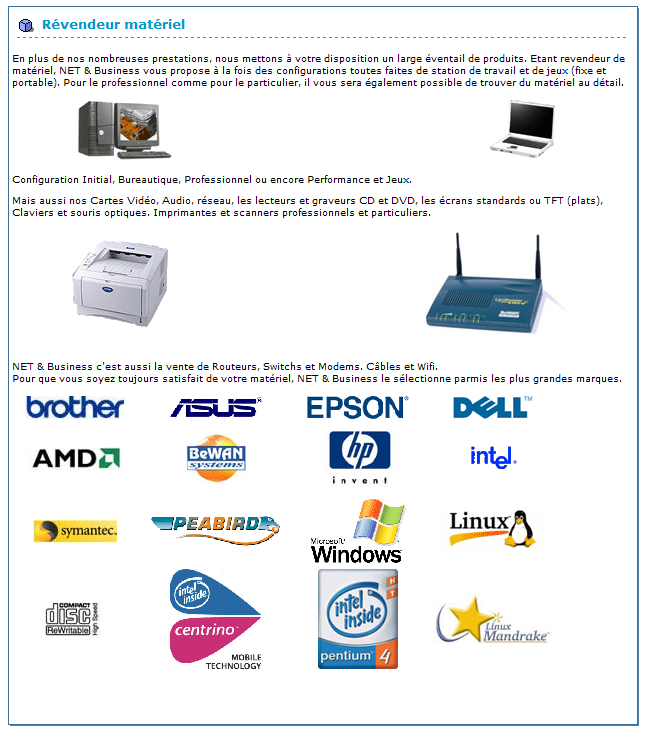 Révendeur matériel
En plus de nos nombreuses prestations, nous mettons à votre disposition un large éventail de produits. Etant revendeur de
matériel, NET & Business vous propose à la fois des configurations toutes faites de station de travail et de jeux (fixe et
portable). Pour le professionnel comme pour le particulier, il vous sera également possible de trouver du matériel au détail.
Configuration Initial, Bureautique, Professionnel ou encore Performance et Jeux.
Mais aussi nos Cartes Vidéo, Audio, réseau, les lecteurs et graveurs CD et DVD, les écrans standards ou TFT (plats),
Claviers et souris optiques. Imprimantes et scanners professionnels et particuliers.
NET & Business c'est aussi la vente de Routeurs, Switchs et Modems. Câbles et Wifi.
Pour que vous soyez toujours satisfait de votre matériel, NET & Business le sélectionne parmis les plus grandes marques.
brother ASUS® EPSON® DELL™
AMD BeWAN systems hp invent intel®
symantec. PEABIRD Microsoft® Windows® Linux
COMPACT disc ReWritable High Speed
intel inside centrino™ MOBILE TECHNOLOGY
intel inside HT pentium 4
Linux Mandrake™